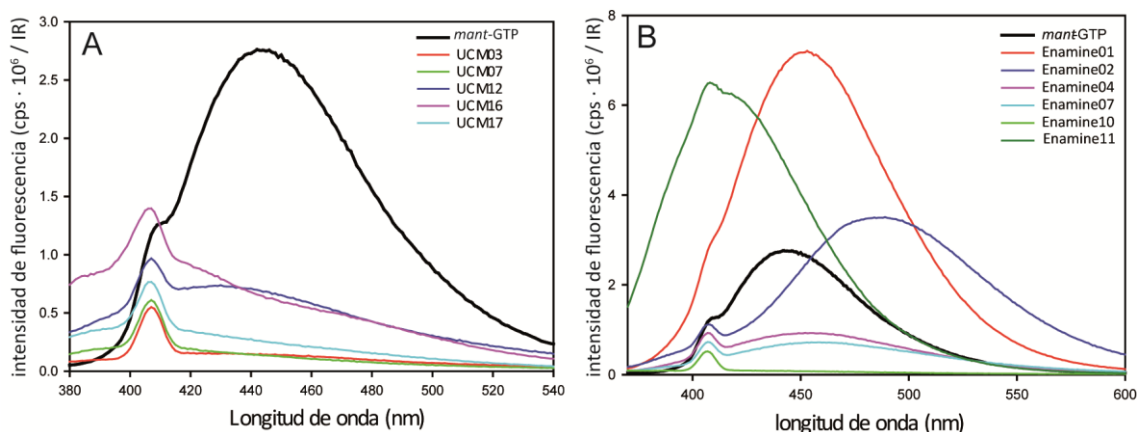 A
mant-GTP
UCM03
UCM07
UCM12
UCM16
UCM17
intensidad de fluorescencia (cps · 10⁶ / IR)
3.0
2.5
2.0
1.5
1.0
0.5
0.0
380 400 420 440 460 480 500 520 540
Longitud de onda (nm)
B
mant-GTP
Enamine01
Enamine02
Enamine04
Enamine07
Enamine10
Enamine11
intensidad de fluorescencia (cps · 10⁶ / IR)
8
6
4
2
0
400 450 500 550 600
longitud de onda (nm)